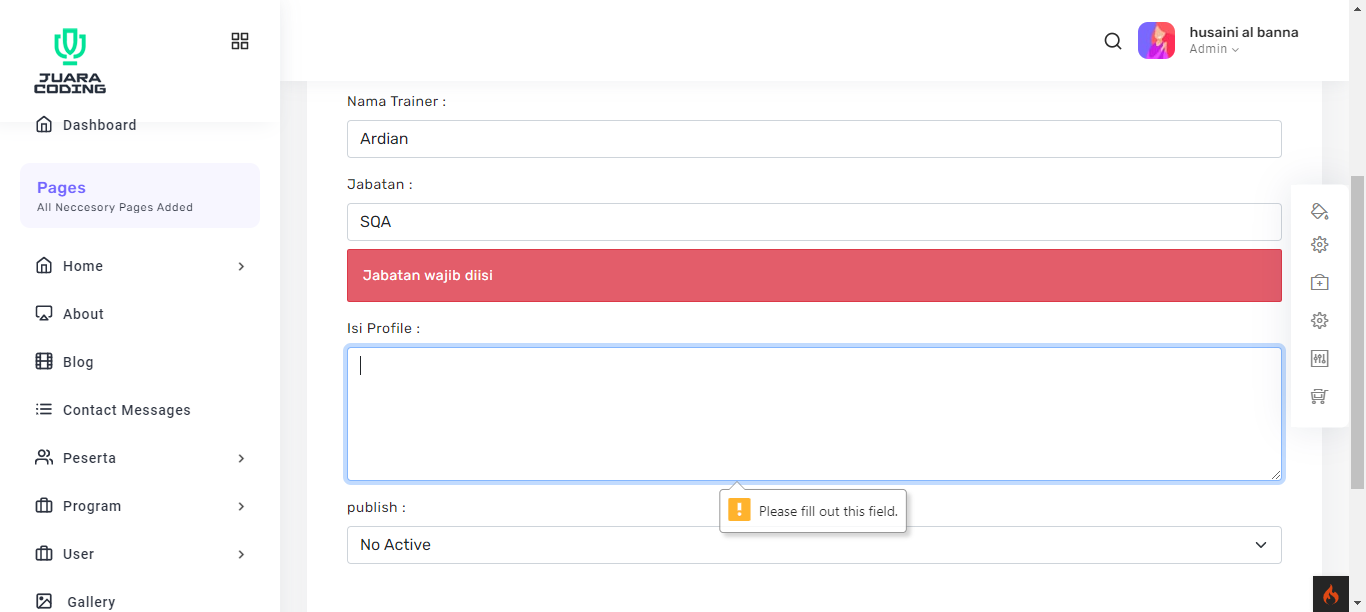 JUARA
CODING
husaini al banna
Admin
Dashboard
Pages
All Neccesory Pages Added
Home
About
Blog
Contact Messages
Peserta
Program
User
Gallery
Nama Trainer :
Ardian
Jabatan :
SQA
Jabatan wajib diisi
Isi Profile :
Please fill out this field.
publish :
No Active